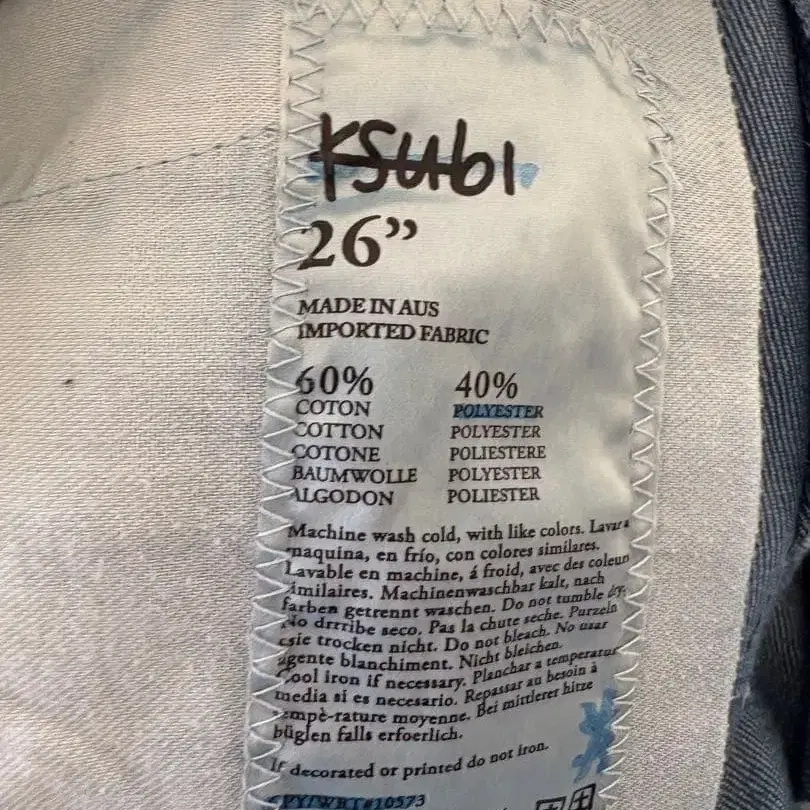 Ksubi
26”
MADE IN AUS
IMPORTED FABRIC
60% 40%
COTON POLYESTER
COTTON POLYESTER
COTONE POLIESTERE
BAUMWOLLE POLYESTER
ALGODON POLIESTER
Machine wash cold, with like colors. Lavar a
maquina, en frío, con colores similares.
Lavable en machine, á froid, avec des coleurs
similaires. Machinenwaschbar kalt, nach
farben getrennt waschen. Do not tumble dry.
No drrribe seco. Pas la chute seche. Purzeln
sie trocken nicht. Do not bleach. No usar
agente blanchiment. Nicht bleichen.
Cool iron if necessary. Planchar a temperatur
media si es necesario. Repassar au besoin à
tempè-rature moyenne. Bei mittlerer hitze
büglen falls erfoerlich.
If decorated or printed do not iron.
#10573